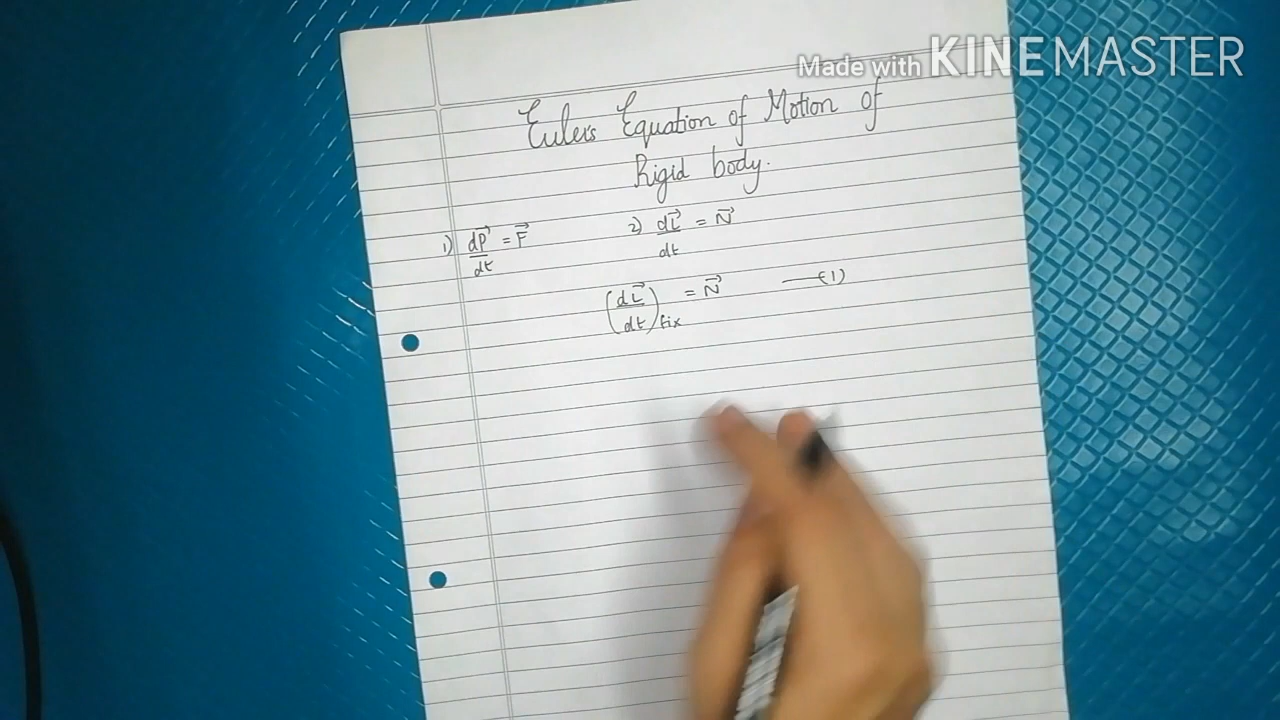 Made with KINEMASTER
Eulers Equation of Motion of
Rigid body.
1) dP⃗/dt = F⃗ 2) dL⃗/dt = N⃗
(dL⃗/dt)fix = N⃗ —(1)